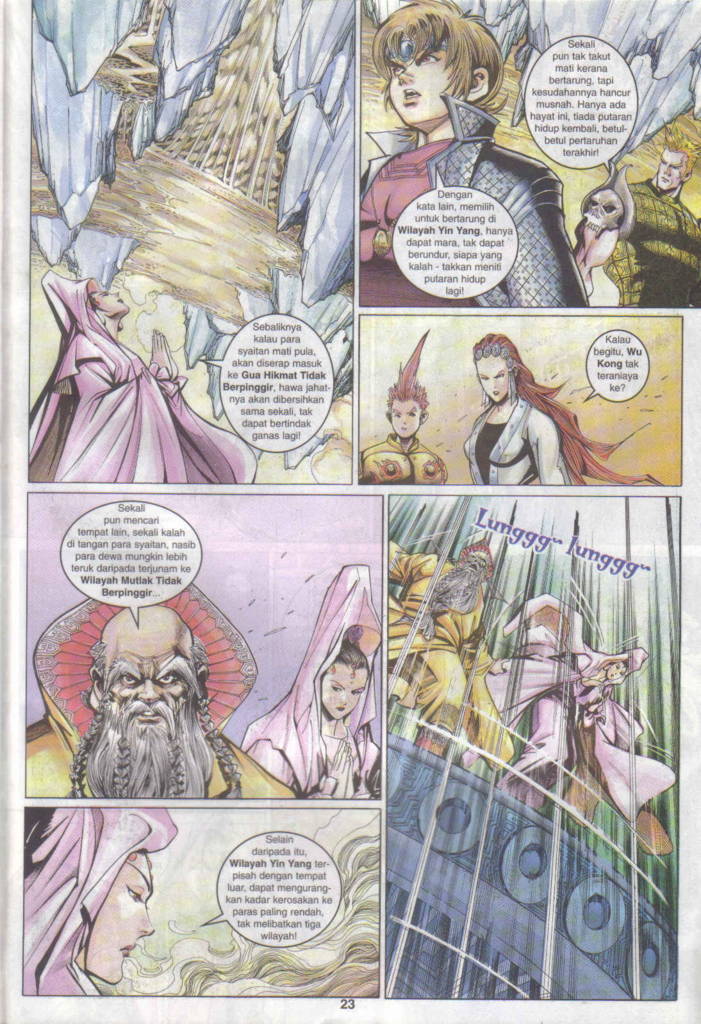 Sebaliknya
kalau para
syaitan mati pula,
akan diserap masuk
ke Gua Hikmat Tidak
Berpinggir, hawa jahat-
nya akan dibersihkan
sama sekali, tak
dapat bertindak
ganas lagi!
Sekali
pun tak takut
mati kerana
bertarung, tapi
kesudahannya hancur
musnah. Hanya ada
hayat ini, tiada putaran
hidup kembali, betul-
betul pertaruhan
terakhir!
Dengan
kata lain, memilih
untuk bertarung di
Wilayah Yin Yang, hanya
dapat mara, tak dapat
berundur, siapa yang
kalah - takkan meniti
putaran hidup
lagi!
Kalau
begitu, Wu
Kong tak
teraniaya
ke?
Sekali
pun mencari
tempat lain, sekali kalah
di tangan para syaitan, nasib
para dewa mungkin lebih
teruk daripada terjunam ke
Wilayah Mutlak Tidak
Berpinggir...
Lunggg~ lunggg~
Selain
daripada itu,
Wilayah Yin Yang ter-
pisah dengan tempat
luar, dapat mengurang-
kan kadar kerosakan ke
paras paling rendah,
tak melibatkan tiga
wilayah!
23